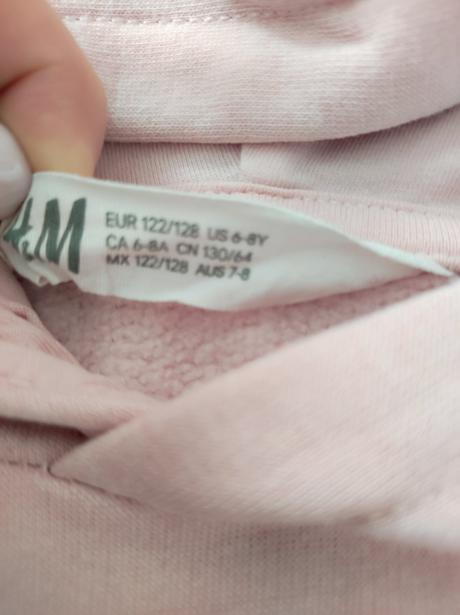 H&M
EUR 122/128 US 6-8Y
CA 6-8A CN 130/64
MX 122/128 AUS 7-8